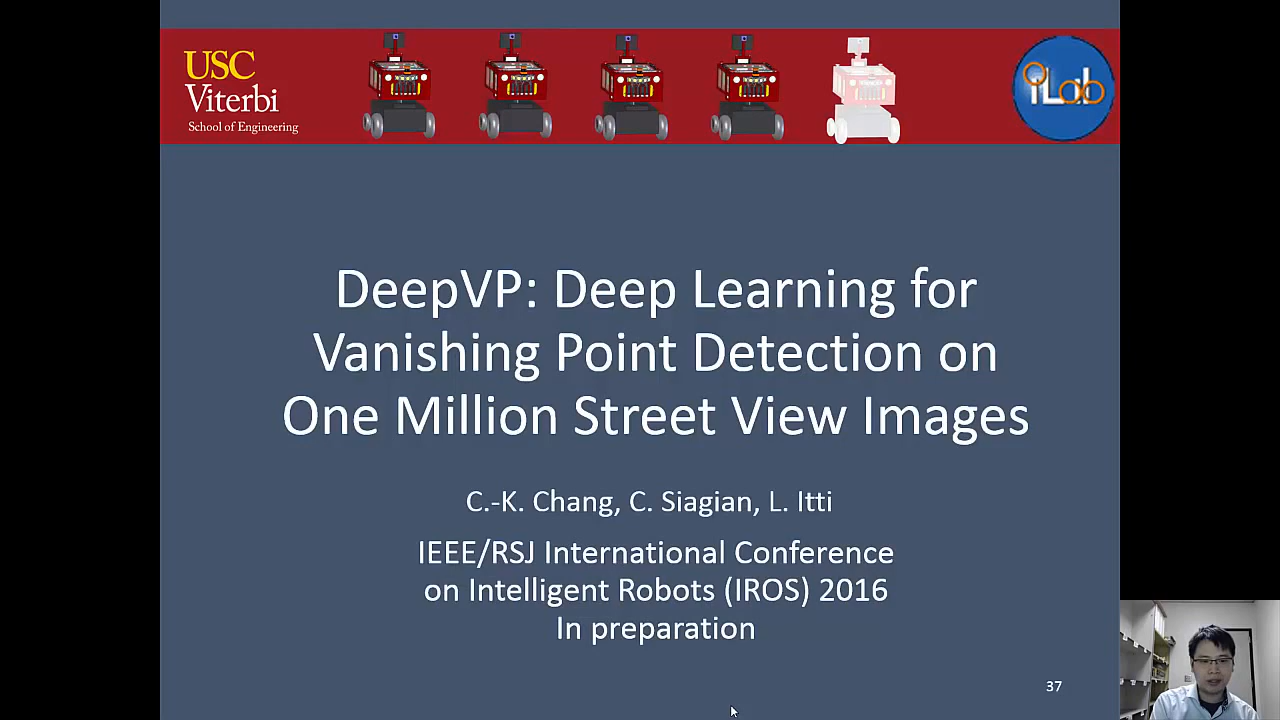 USC
Viterbi
School of Engineering
iLab
DeepVP: Deep Learning for
Vanishing Point Detection on
One Million Street View Images
C.-K. Chang, C. Siagian, L. Itti
IEEE/RSJ International Conference
on Intelligent Robots (IROS) 2016
In preparation
37